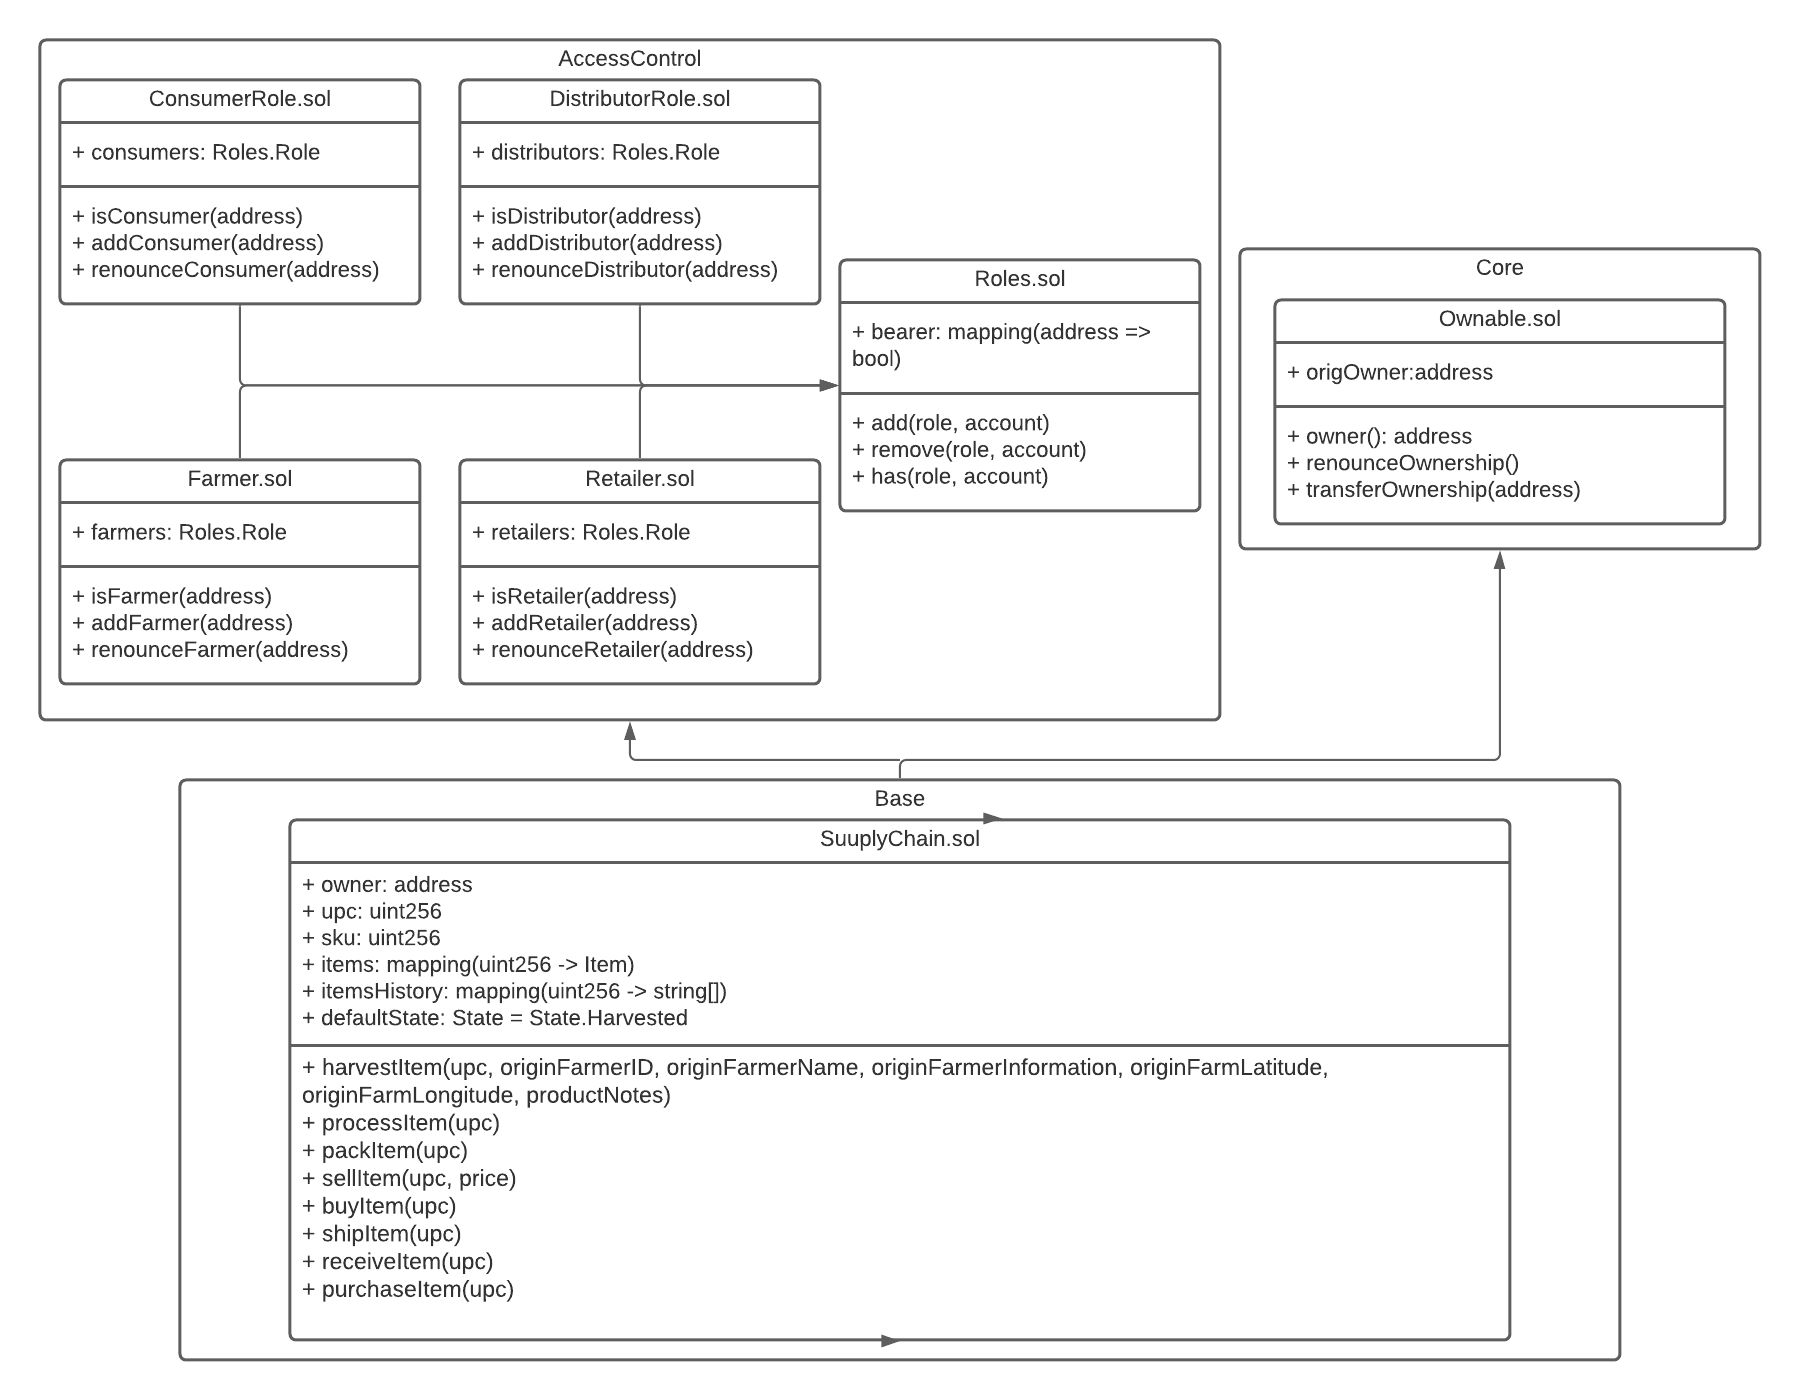 AccessControl
ConsumerRole.sol
+ consumers: Roles.Role
+ isConsumer(address)
+ addConsumer(address)
+ renounceConsumer(address)
DistributorRole.sol
+ distributors: Roles.Role
+ isDistributor(address)
+ addDistributor(address)
+ renounceDistributor(address)
Roles.sol
+ bearer: mapping(address =>
bool)
+ add(role, account)
+ remove(role, account)
+ has(role, account)
Farmer.sol
+ farmers: Roles.Role
+ isFarmer(address)
+ addFarmer(address)
+ renounceFarmer(address)
Retailer.sol
+ retailers: Roles.Role
+ isRetailer(address)
+ addRetailer(address)
+ renounceRetailer(address)
Core
Ownable.sol
+ origOwner:address
+ owner(): address
+ renounceOwnership()
+ transferOwnership(address)
Base
SuuplyChain.sol
+ owner: address
+ upc: uint256
+ sku: uint256
+ items: mapping(uint256 -> Item)
+ itemsHistory: mapping(uint256 -> string[])
+ defaultState: State = State.Harvested
+ harvestItem(upc, originFarmerID, originFarmerName, originFarmerInformation, originFarmLatitude,
originFarmLongitude, productNotes)
+ processItem(upc)
+ packItem(upc)
+ sellItem(upc, price)
+ buyItem(upc)
+ shipItem(upc)
+ receiveItem(upc)
+ purchaseItem(upc)